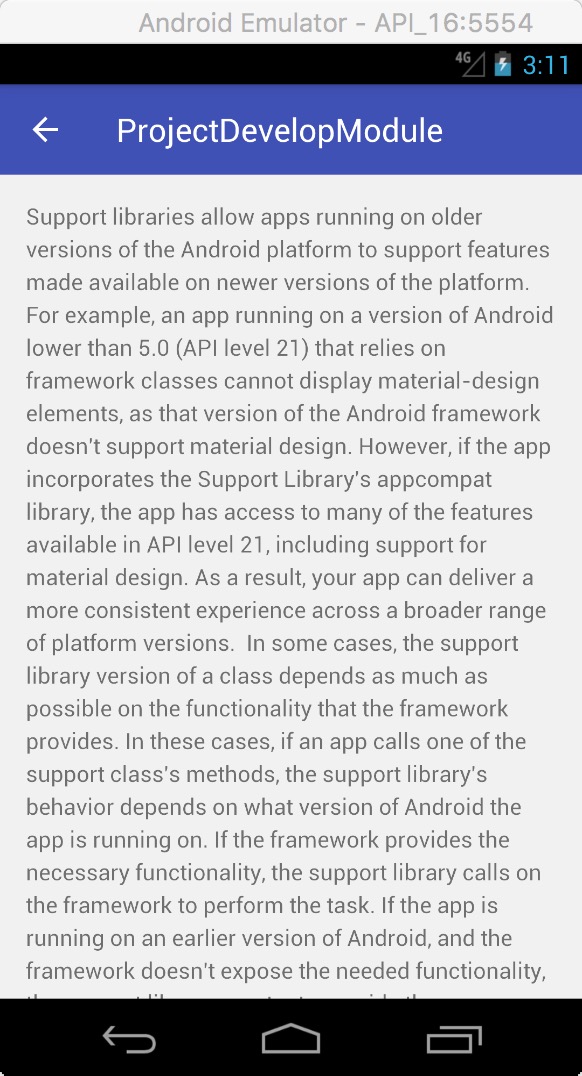 Android Emulator - API_16:5554
4G 3:11
ProjectDevelopModule
Support libraries allow apps running on older
versions of the Android platform to support features
made available on newer versions of the platform.
For example, an app running on a version of Android
lower than 5.0 (API level 21) that relies on
framework classes cannot display material-design
elements, as that version of the Android framework
doesn't support material design. However, if the app
incorporates the Support Library's appcompat
library, the app has access to many of the features
available in API level 21, including support for
material design. As a result, your app can deliver a
more consistent experience across a broader range
of platform versions.  In some cases, the support
library version of a class depends as much as
possible on the functionality that the framework
provides. In these cases, if an app calls one of the
support class's methods, the support library's
behavior depends on what version of Android the
app is running on. If the framework provides the
necessary functionality, the support library calls on
the framework to perform the task. If the app is
running on an earlier version of Android, and the
framework doesn't expose the needed functionality,